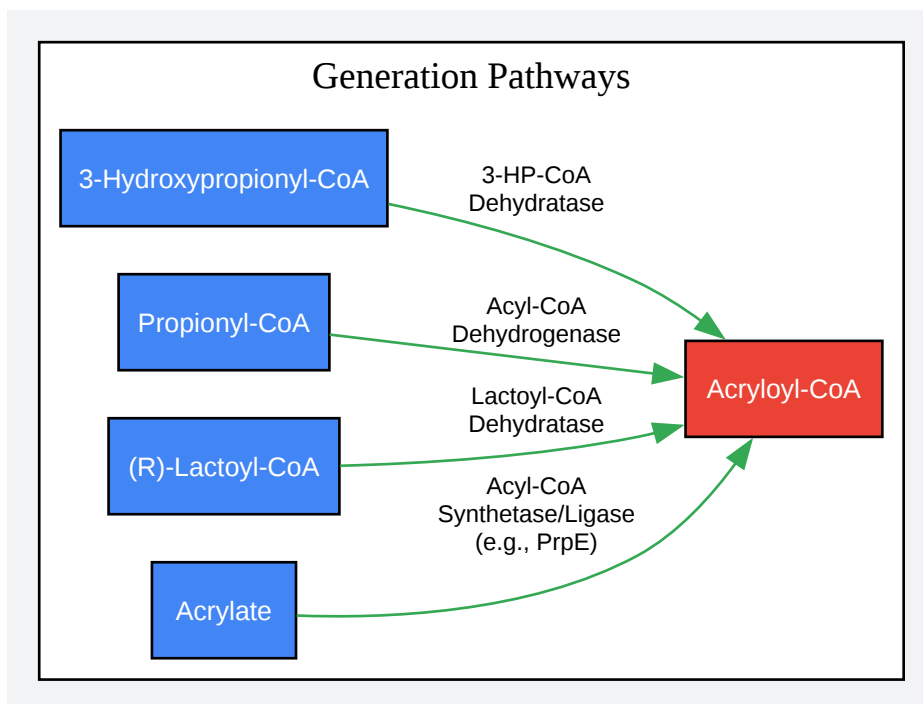 Generation Pathways
3-Hydroxypropionyl-CoA
3-HP-CoA
Dehydratase
Propionyl-CoA
Acyl-CoA
Dehydrogenase
Acryloyl-CoA
(R)-Lactoyl-CoA
Lactoyl-CoA
Dehydratase
Acrylate
Acyl-CoA
Synthetase/Ligase
(e.g., PrpE)